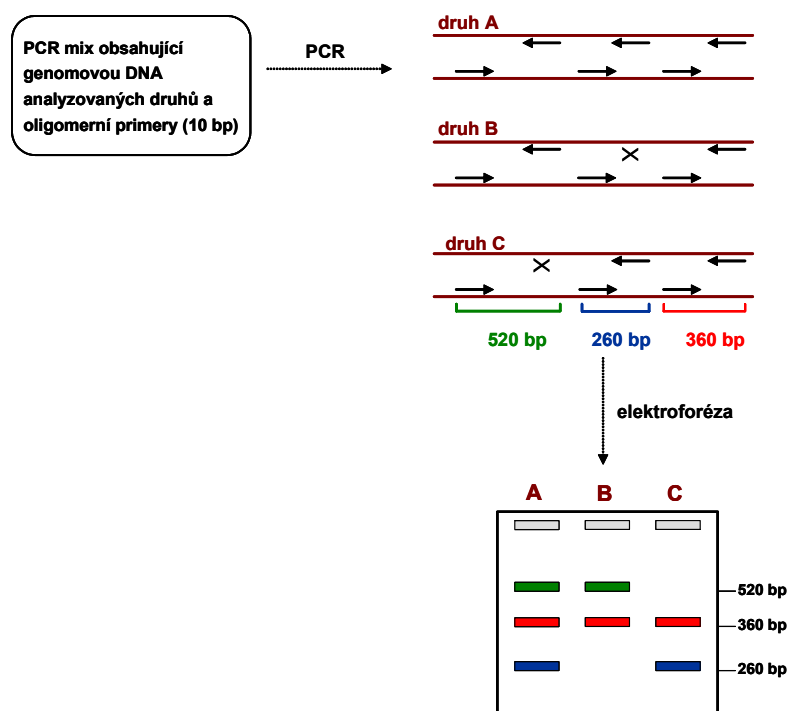 PCR mix obsahující
genomovou DNA
analyzovaných druhů a
oligomerní primery (10 bp)
PCR
druh A
druh B
druh C
520 bp 260 bp 360 bp
elektroforéza
A B C
520 bp
360 bp
260 bp